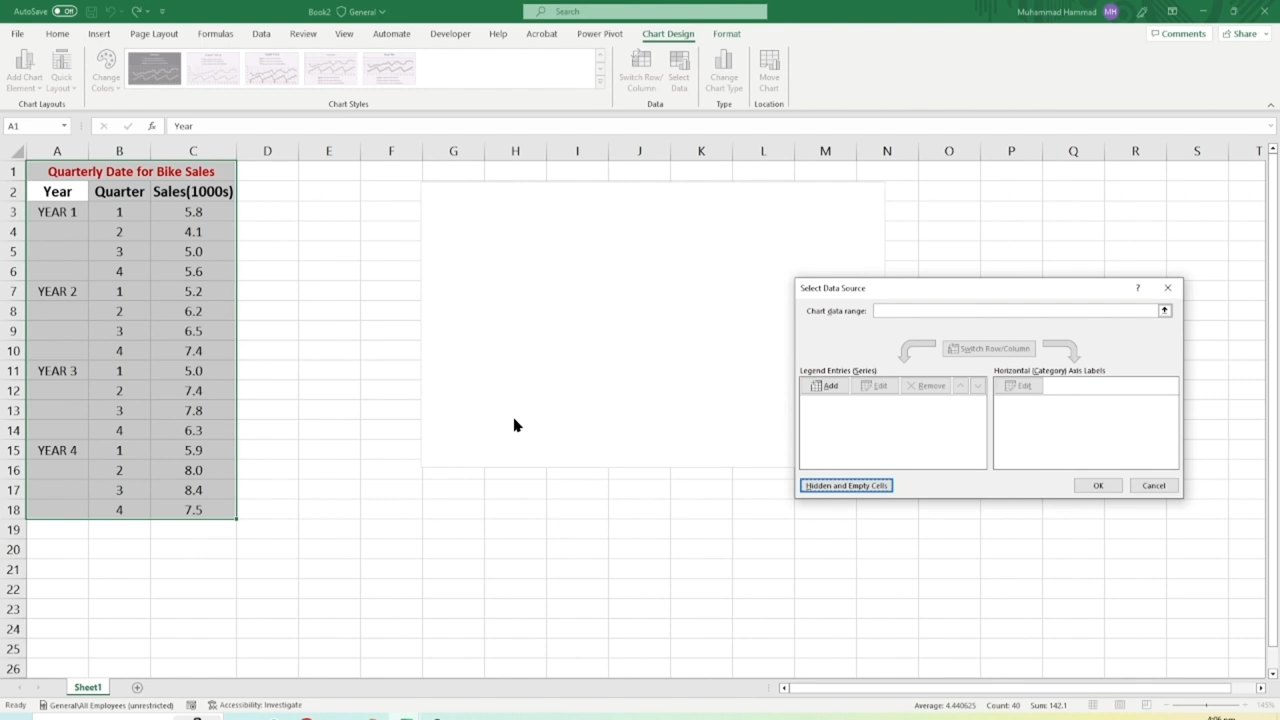 AutoSave Off Book2 General Search Muhammad Hammad MH
File Home Insert Page Layout Formulas Data Review View Automate Developer Help Acrobat Power Pivot Chart Design Format Comments Share
Add Chart Element Quick Layout Change Colors Switch Row/ Column Select Data Change Chart Type Move Chart
Chart Layouts Chart Styles Data Type Location
A1 fx Year
A B C D E F G H I J K L M N O P Q R S T
1 Quarterly Date for Bike Sales
2 Year Quarter Sales(1000s)
3 YEAR 1 1 5.8
4 2 4.1
5 3 5.0
6 4 5.6
7 YEAR 2 1 5.2
8 2 6.2
9 3 6.5
10 4 7.4
11 YEAR 3 1 5.0
12 2 7.4
13 3 7.8
14 4 6.3
15 YEAR 4 1 5.9
16 2 8.0
17 3 8.4
18 4 7.5
19
20
21
22
23
24
25
26
Select Data Source ?
Chart data range:
Switch Row/Column
Legend Entries (Series) Horizontal (Category) Axis Labels
Add Edit Remove Edit
Hidden and Empty Cells OK Cancel
Sheet1
Ready General\All Employees (unrestricted) Accessibility: Investigate Average: 4.440625 Count: 40 Sum: 142.1 145%